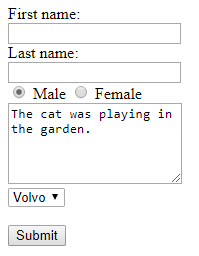 First name:
Last name:
Male Female
The cat was playing in
the garden.
Volvo
Submit